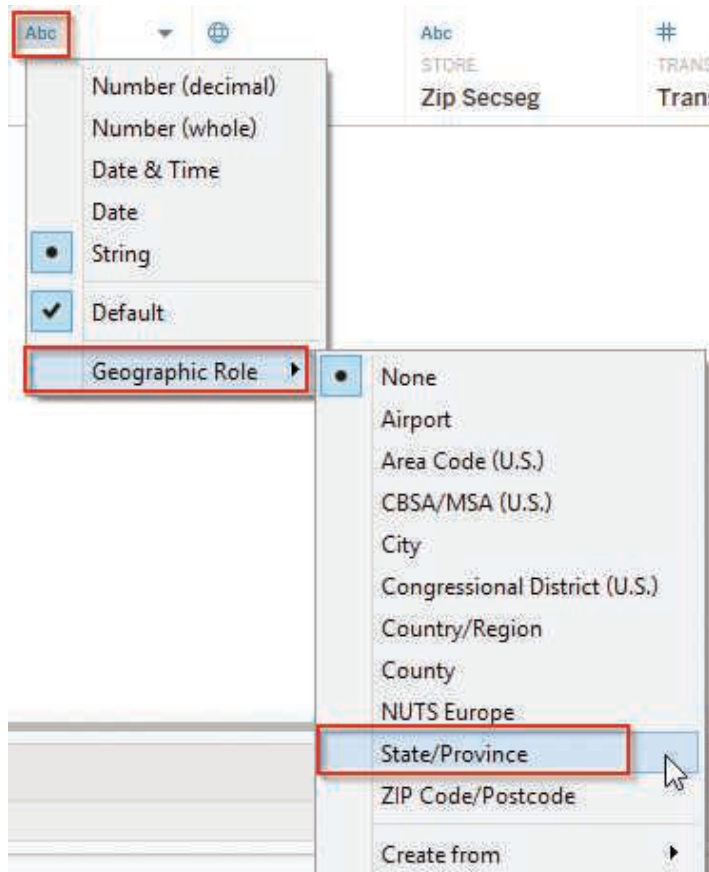 Abc
Abc
#
STORE
TRANS
Zip Secseg
Tran
Number (decimal)
Number (whole)
Date & Time
Date
String
Default
Geographic Role
None
Airport
Area Code (U.S.)
CBSA/MSA (U.S.)
City
Congressional District (U.S.)
Country/Region
County
NUTS Europe
State/Province
ZIP Code/Postcode
Create from